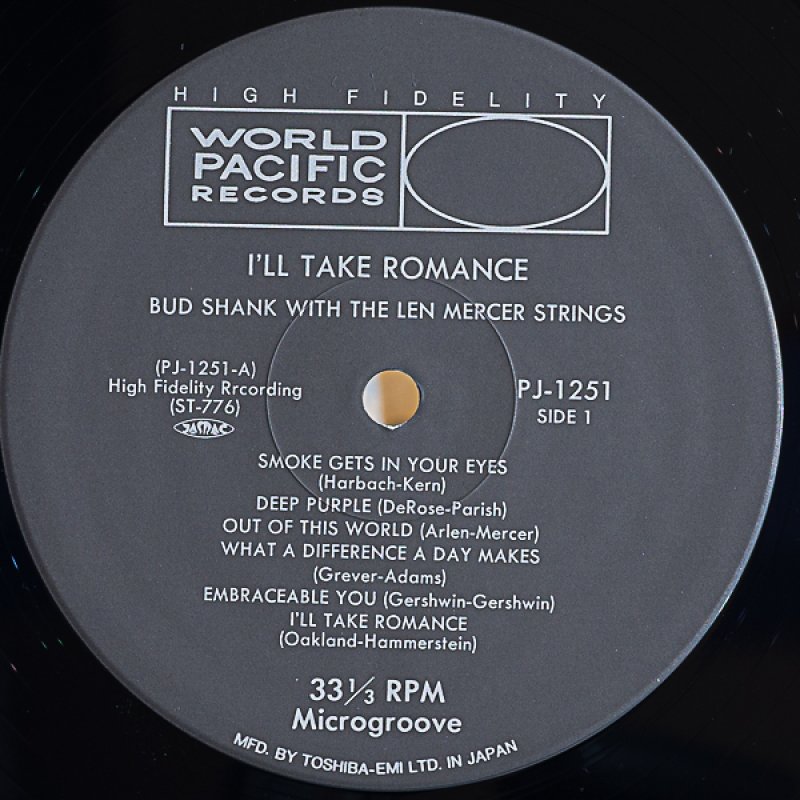 HIGH FIDELITY
WORLD
PACIFIC
RECORDS
I'LL TAKE ROMANCE
BUD SHANK WITH THE LEN MERCER STRINGS
(PJ-1251-A)
High Fidelity Rrcording
(ST-776)
JASRAC
PJ-1251
SIDE 1
SMOKE GETS IN YOUR EYES
(Harbach-Kern)
DEEP PURPLE (DeRose-Parish)
OUT OF THIS WORLD (Arlen-Mercer)
WHAT A DIFFERENCE A DAY MAKES
(Grever-Adams)
EMBRACEABLE YOU (Gershwin-Gershwin)
I'LL TAKE ROMANCE
(Oakland-Hammerstein)
33⅓ RPM
Microgroove
MFD. BY TOSHIBA-EMI LTD. IN JAPAN